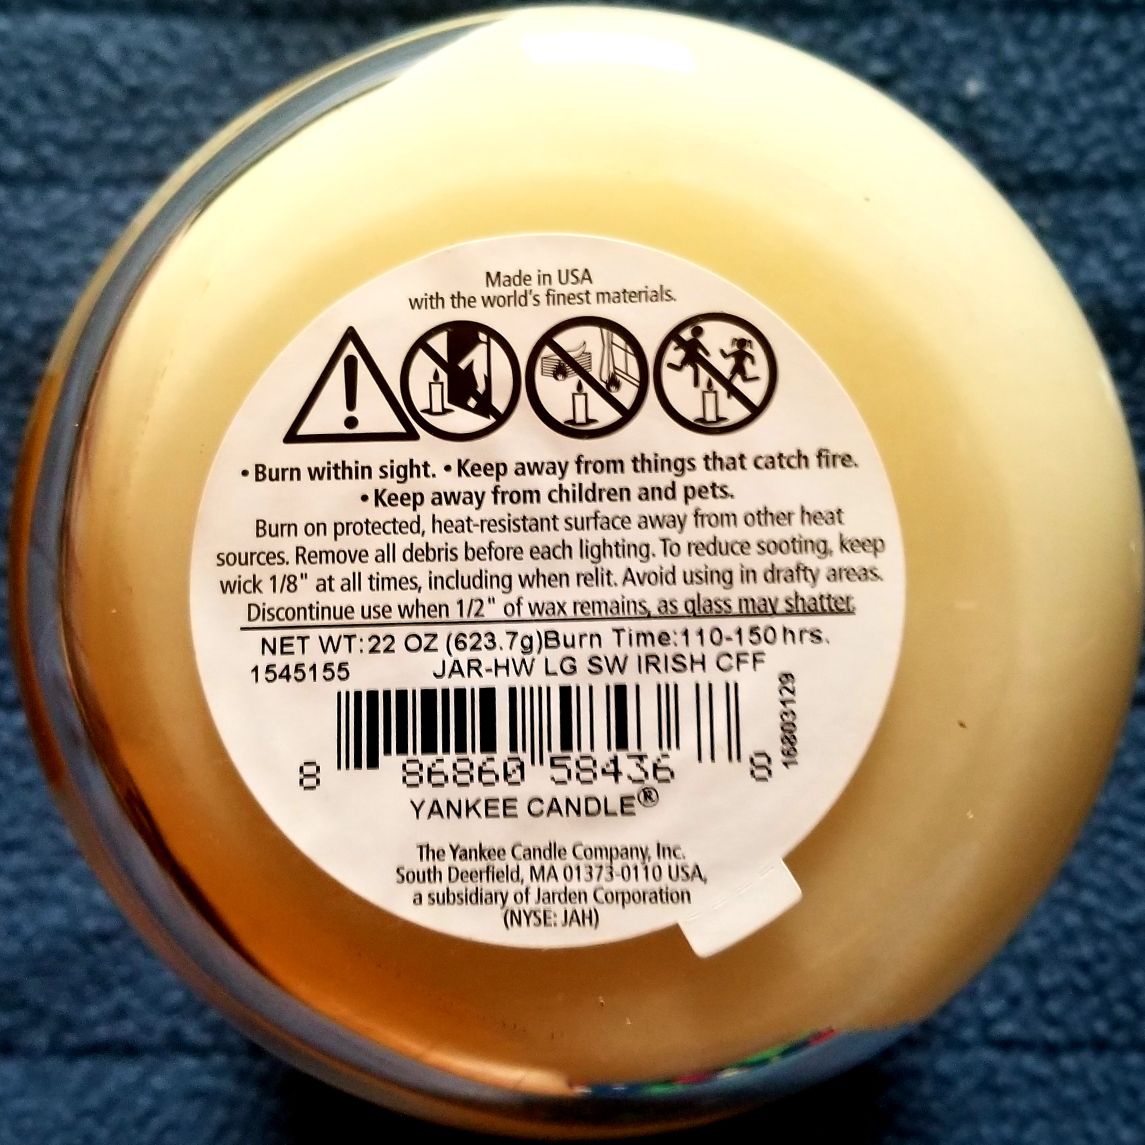 Made in USA
with the world's finest materials.
• Burn within sight. • Keep away from things that catch fire.
• Keep away from children and pets.
Burn on protected, heat-resistant surface away from other heat
sources. Remove all debris before each lighting. To reduce sooting, keep
wick 1/8" at all times, including when relit. Avoid using in drafty areas.
Discontinue use when 1/2" of wax remains, as glass may shatter.
NET WT:22 OZ (623.7g)Burn Time:110-150hrs.
1545155 JAR-HW LG SW IRISH CFF
16803129
8 86860 58436 8
YANKEE CANDLE®
The Yankee Candle Company, Inc.
South Deerfield, MA 01373-0110 USA,
a subsidiary of Jarden Corporation
(NYSE: JAH)